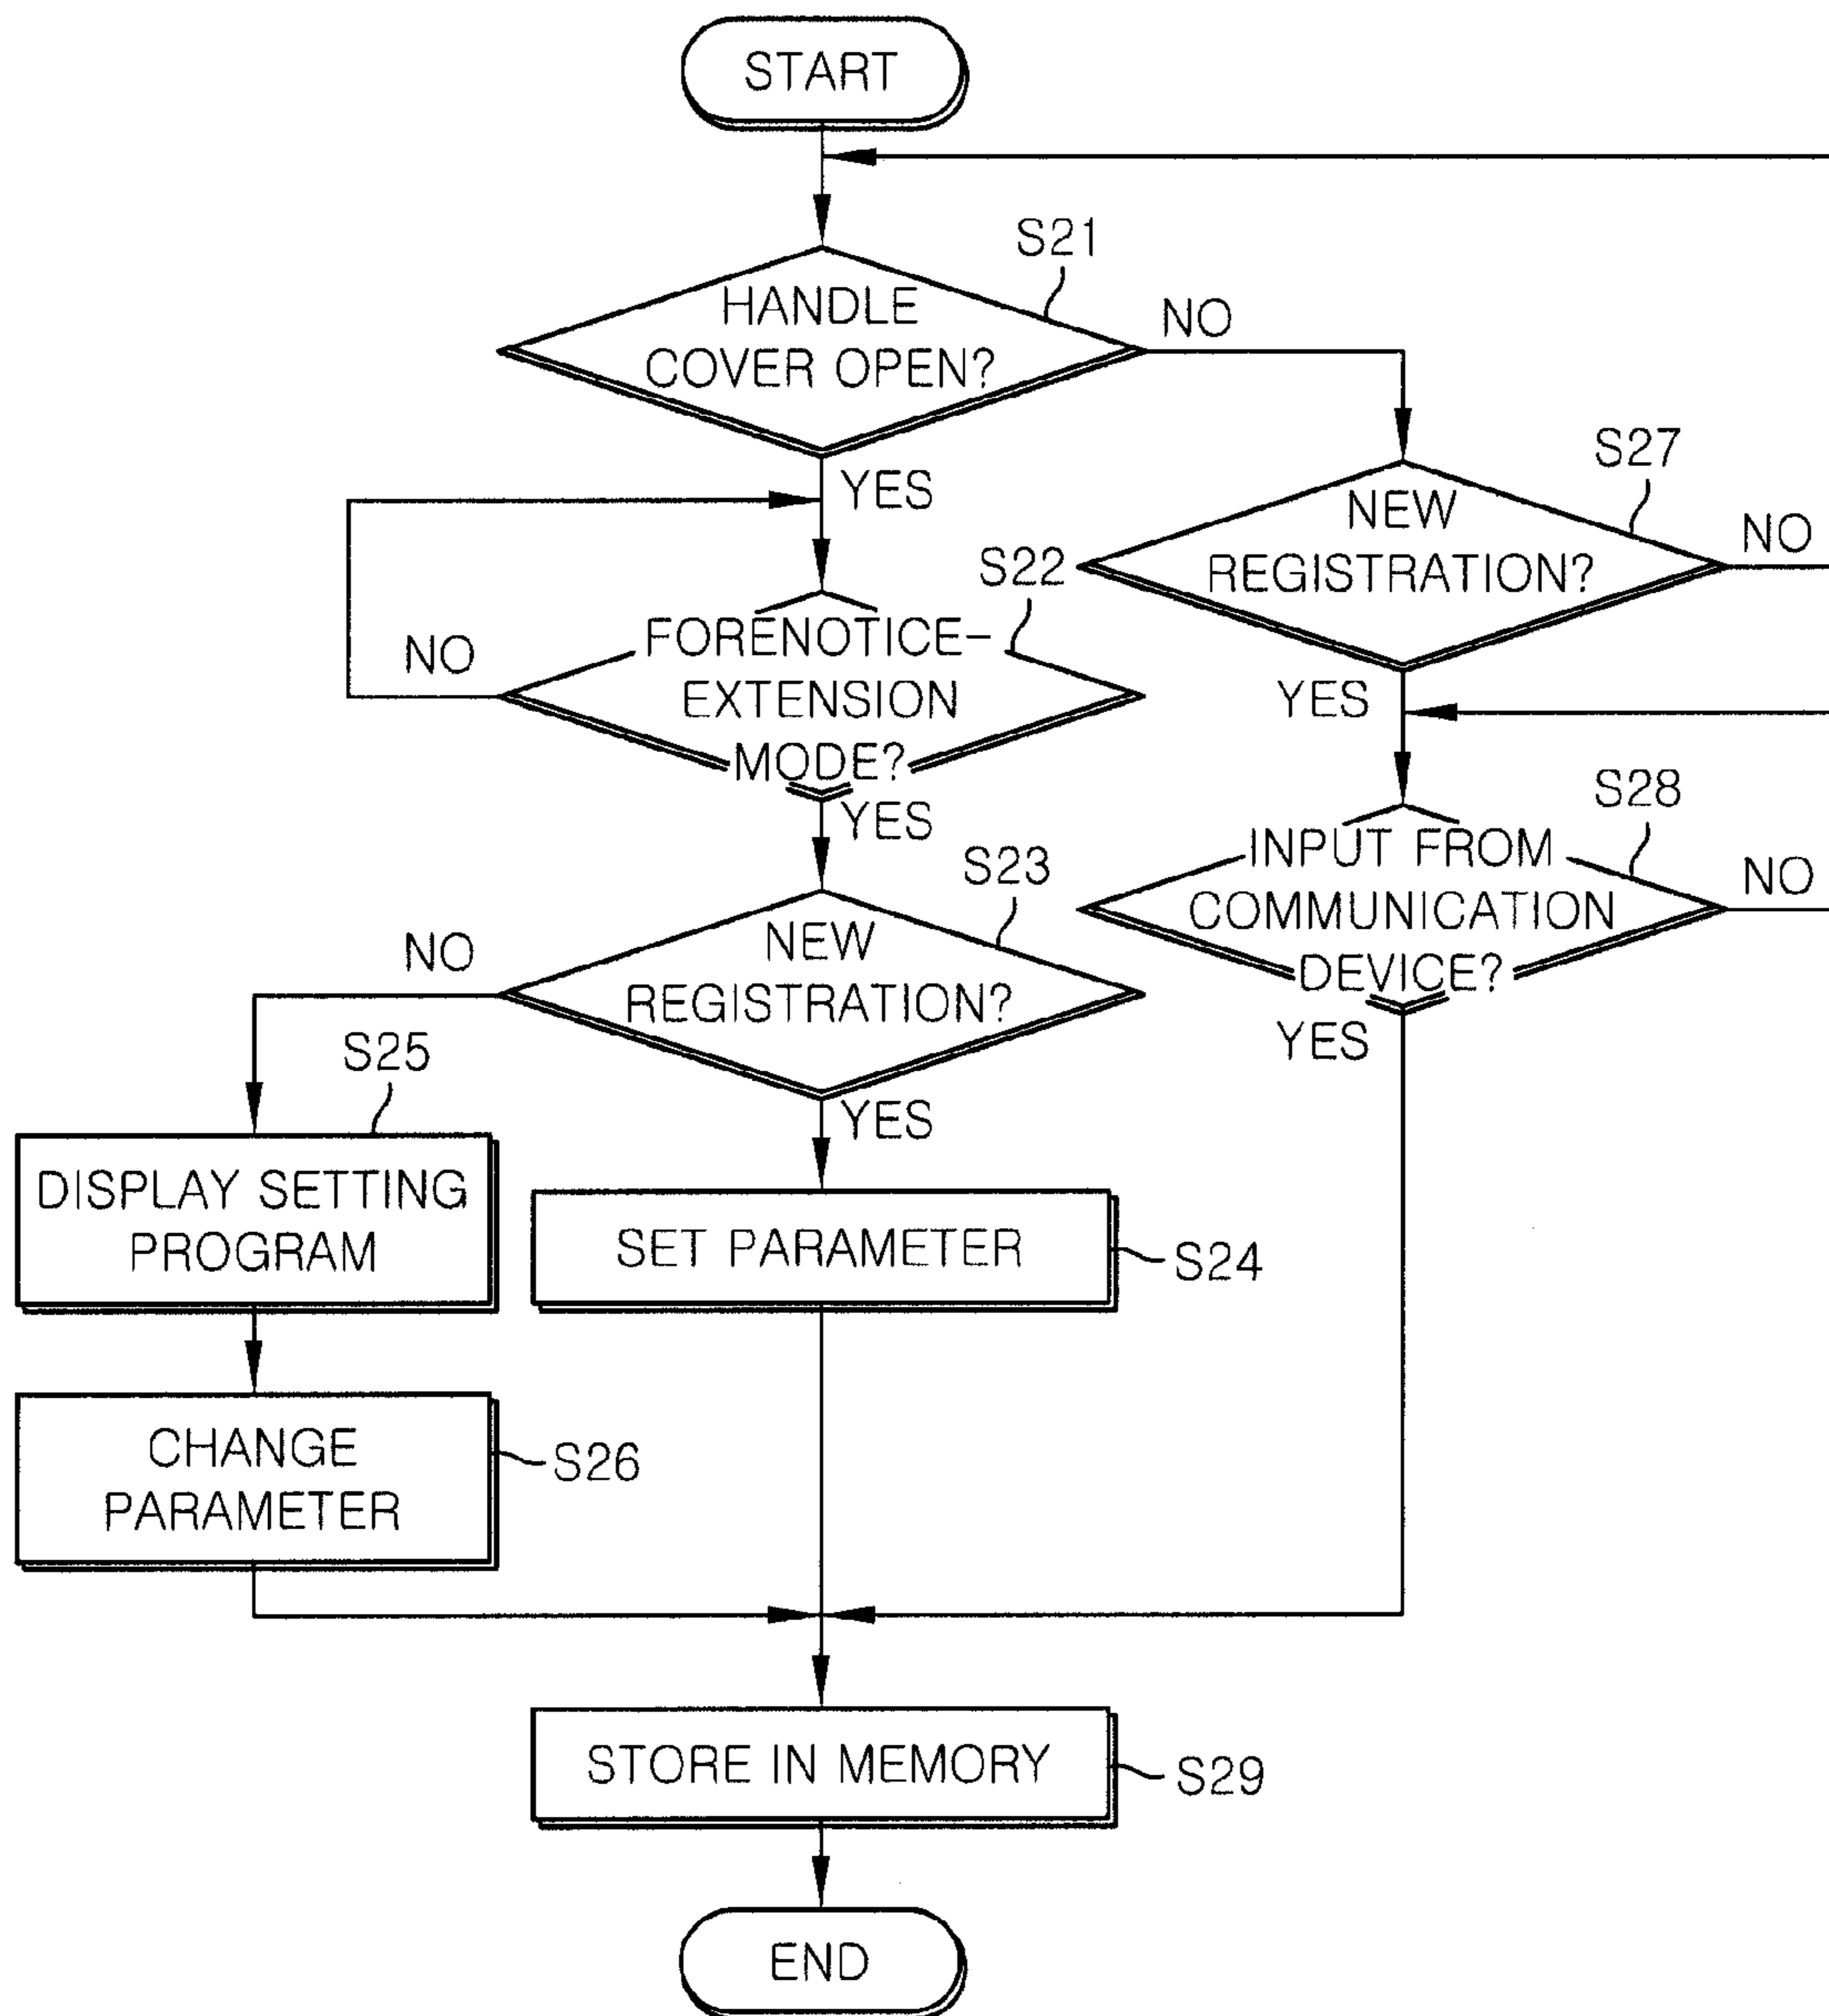 START
S21
HANDLE
COVER OPEN?
NO
YES
S27
NEW
REGISTRATION?
NO
YES
S22
FORENOTICE-
EXTENSION
MODE?
NO
YES
S28
INPUT FROM
COMMUNICATION
DEVICE?
NO
YES
S23
NEW
REGISTRATION?
NO
YES
S25
DISPLAY SETTING
PROGRAM
SET PARAMETER
S24
CHANGE
PARAMETER
S26
STORE IN MEMORY
S29
END